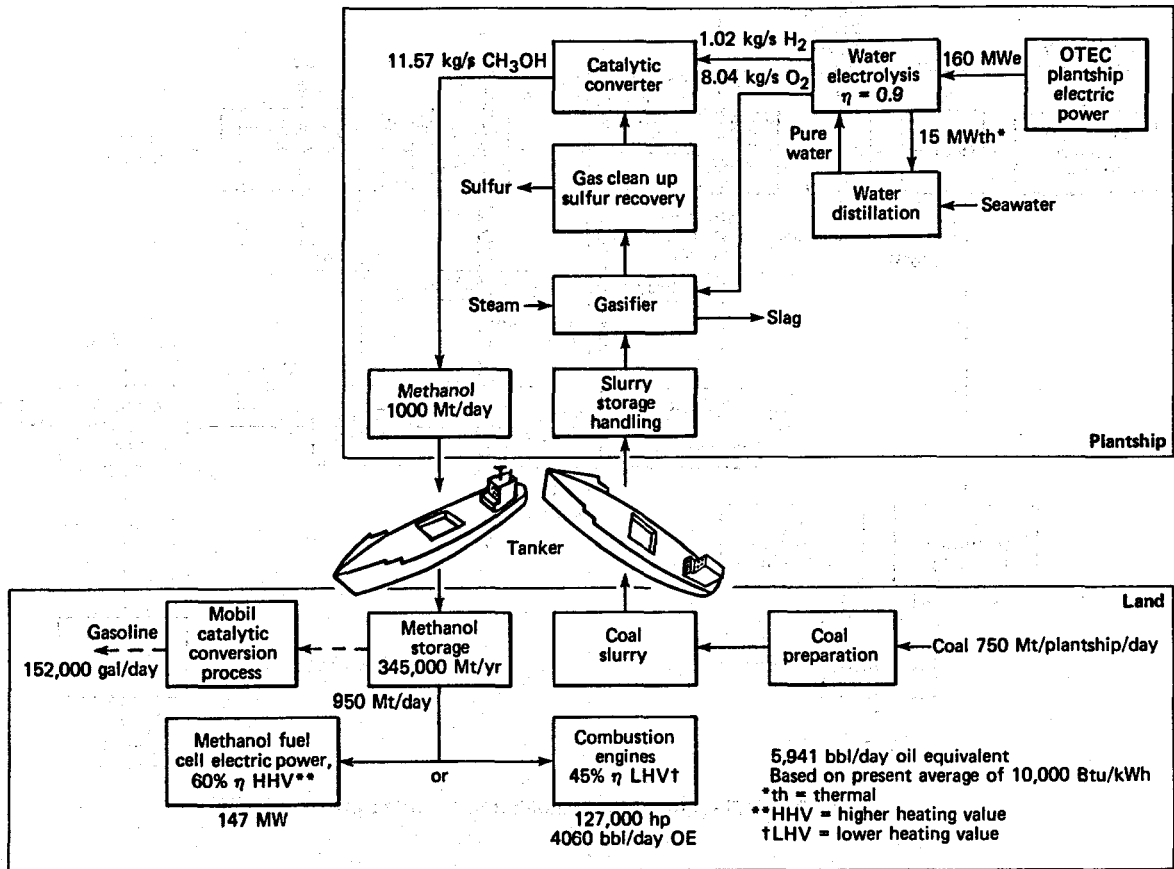 11.57 kg/s CH₃OH
Catalytic
converter
1.02 kg/s H₂
8.04 kg/s O₂
Water
electrolysis
η = 0.9
160 MWe
OTEC
plantship
electric
power
Pure
water
15 MWth*
Sulfur
Gas clean up
sulfur recovery
Water
distillation
Seawater
Steam
Gasifier
Slag
Methanol
1000 Mt/day
Slurry
storage
handling
Plantship
Tanker
Land
Gasoline
152,000 gal/day
Mobil
catalytic
conversion
process
Methanol
storage
345,000 Mt/yr
Coal
slurry
Coal
preparation
Coal 750 Mt/plantship/day
950 Mt/day
Methanol fuel
cell electric power,
60% η HHV**
147 MW
or
Combustion
engines
45% η LHV†
127,000 hp
4060 bbl/day OE
5,941 bbl/day oil equivalent
Based on present average of 10,000 Btu/kWh
*th = thermal
**HHV = higher heating value
†LHV = lower heating value